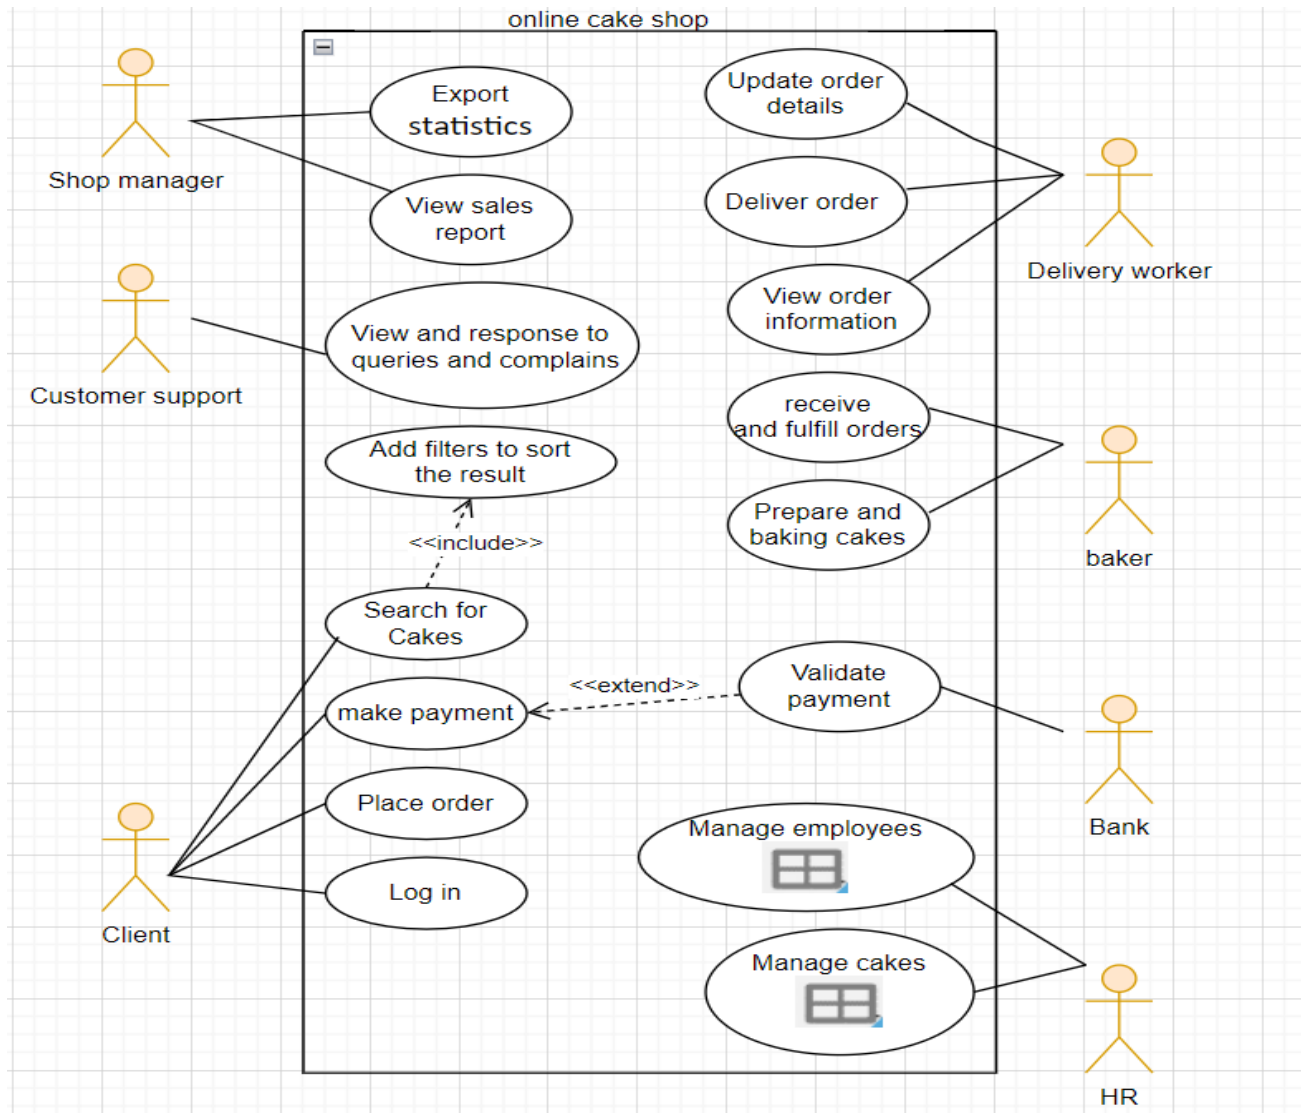 online cake shop
Export
statistics
Shop manager
View sales
report
View and response to
queries and complains
Customer support
Add filters to sort
the result
<<include>>
Search for
Cakes
make payment
<<extend>>
Place order
Log in
Client
Update order
details
Deliver order
Delivery worker
View order
information
receive
and fulfill orders
Prepare and
baking cakes
baker
Validate
payment
Bank
Manage employees
Manage cakes
HR